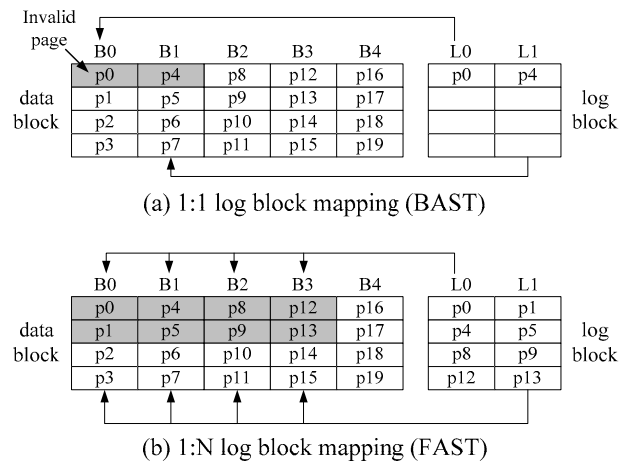 Invalid
page
B0 B1 B2 B3 B4 L0 L1
p0 p4 p8 p12 p16 p0 p4
data block
p1 p5 p9 p13 p17
p2 p6 p10 p14 p18
p3 p7 p11 p15 p19
log block
(a) 1:1 log block mapping (BAST)
B0 B1 B2 B3 B4 L0 L1
p0 p4 p8 p12 p16 p0 p1
data block
p1 p5 p9 p13 p17 p4 p5
p2 p6 p10 p14 p18 p8 p9
p3 p7 p11 p15 p19 p12 p13
log block
(b) 1:N log block mapping (FAST)